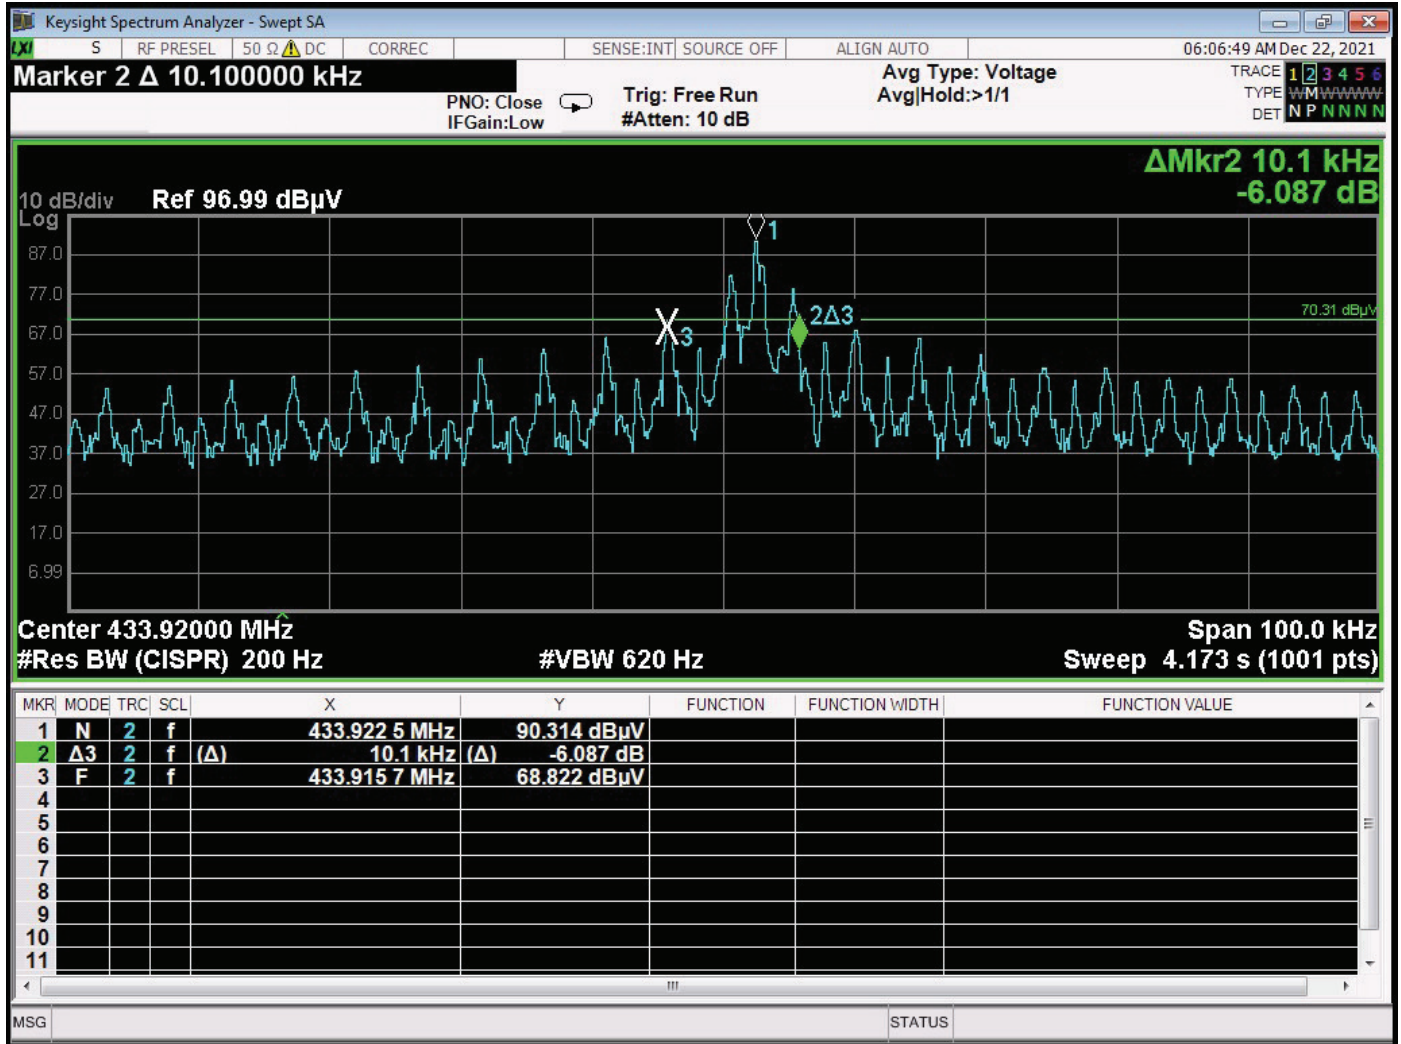 Keysight Spectrum Analyzer - Swept SA
LXI S RF PRESEL 50 Ω DC CORREC SENSE:INT SOURCE OFF ALIGN AUTO 06:06:49 AM Dec 22, 2021
Marker 2 Δ 10.100000 kHz
PNO: Close
IFGain:Low
Trig: Free Run
#Atten: 10 dB
Avg Type: Voltage
Avg|Hold:>1/1
TRACE 1 2 3 4 5 6
TYPE WMWWWW
DET N P N N N N
ΔMkr2 10.1 kHz
-6.087 dB
10 dB/div Ref 96.99 dBµV
Log
1
87.0
77.0
70.31 dBµV
2Δ3
67.0
X3
57.0
47.0
37.0
27.0
17.0
6.99
Center 433.92000 MHz Span 100.0 kHz
#Res BW (CISPR) 200 Hz #VBW 620 Hz Sweep 4.173 s (1001 pts)
MKR MODE TRC SCL X Y FUNCTION FUNCTION WIDTH FUNCTION VALUE
1 N 2 f 433.922 5 MHz 90.314 dBµV
2 Δ3 2 f (Δ) 10.1 kHz (Δ) -6.087 dB
3 F 2 f 433.915 7 MHz 68.822 dBµV
4
5
6
7
8
9
10
11
MSG STATUS